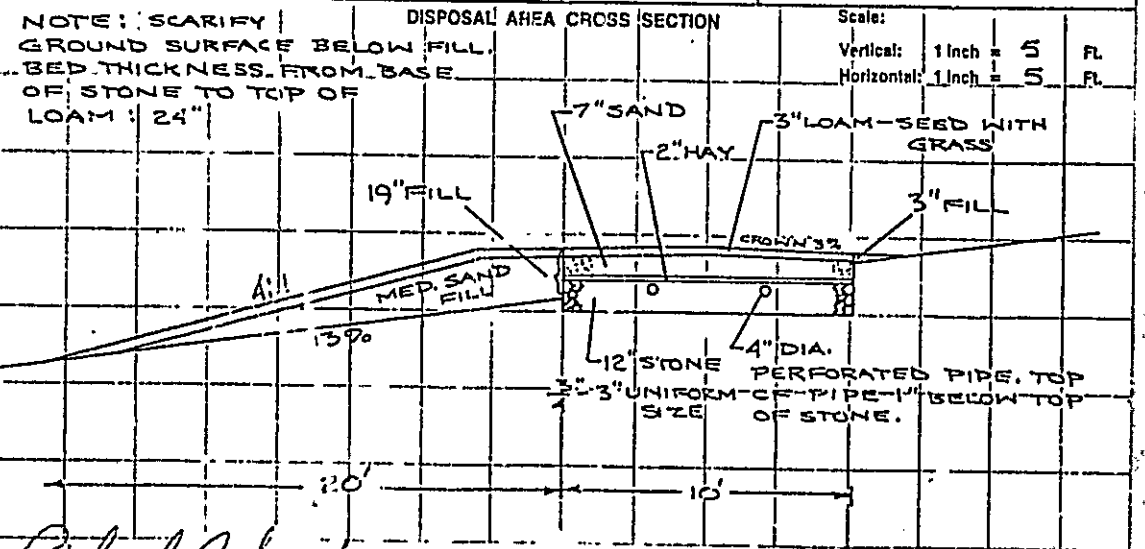 NOTE: SCARIFY
GROUND SURFACE BELOW FILL.
BED THICKNESS FROM BASE
OF STONE TO TOP OF
LOAM: 24"
DISPOSAL AREA CROSS SECTION
Scale:
Vertical: 1 Inch = 5 Ft.
Horizontal: 1 Inch = 5 Ft.
7" SAND
3" LOAM-SEED WITH
GRASS
2" HAY
19" FILL
3" FILL
CROWN 3%
4:1
MED. SAND
FILL
13%
12" STONE
3" UNIFORM
SIZE
4" DIA.
PERFORATED PIPE. TOP
OF PIPE 1" BELOW TOP
OF STONE.
20'
10'